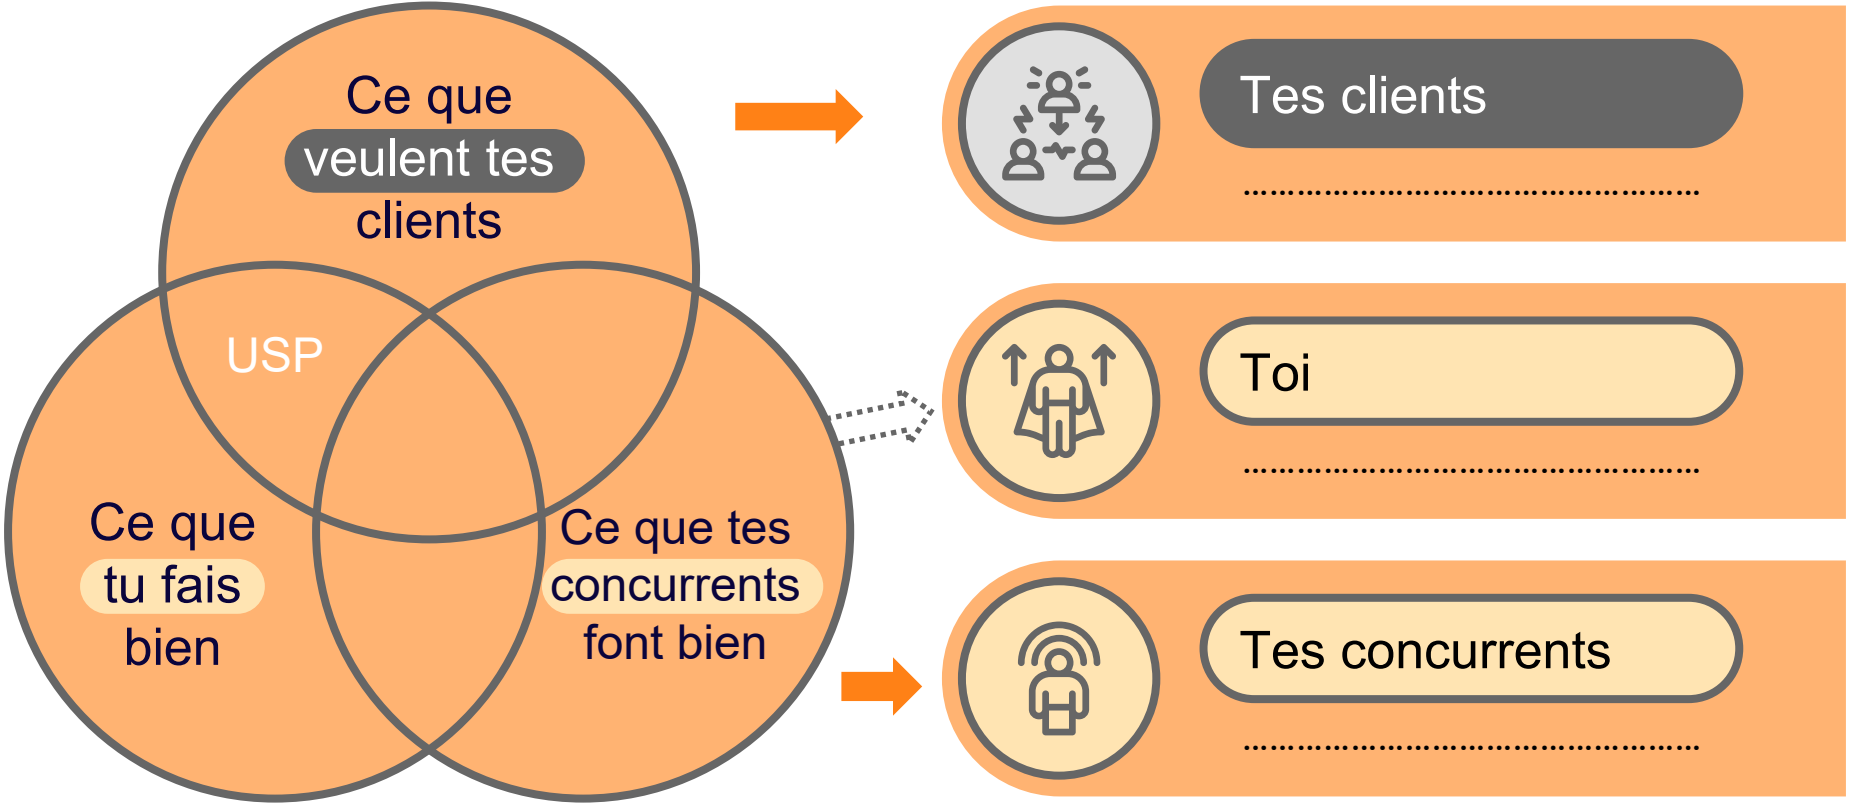 Ce que
veulent tes
clients
USP
Ce que
tu fais
bien
Ce que tes
concurrents
font bien
Tes clients
................................................
Toi
................................................
Tes concurrents
................................................